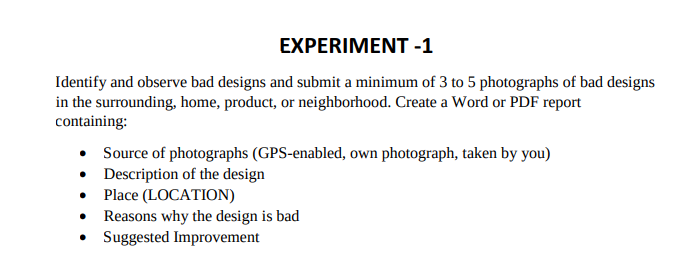 EXPERIMENT -1
Identify and observe bad designs and submit a minimum of 3 to 5 photographs of bad designs
in the surrounding, home, product, or neighborhood. Create a Word or PDF report
containing:
• Source of photographs (GPS-enabled, own photograph, taken by you)
• Description of the design
• Place (LOCATION)
• Reasons why the design is bad
• Suggested Improvement